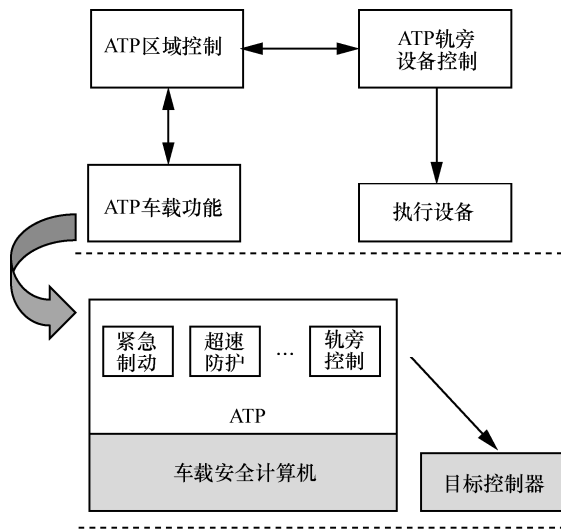 ATP区域控制
ATP轨旁
设备控制
ATP车载功能
执行设备
紧急
制动
超速
防护
…
轨旁
控制
ATP
车载安全计算机
目标控制器